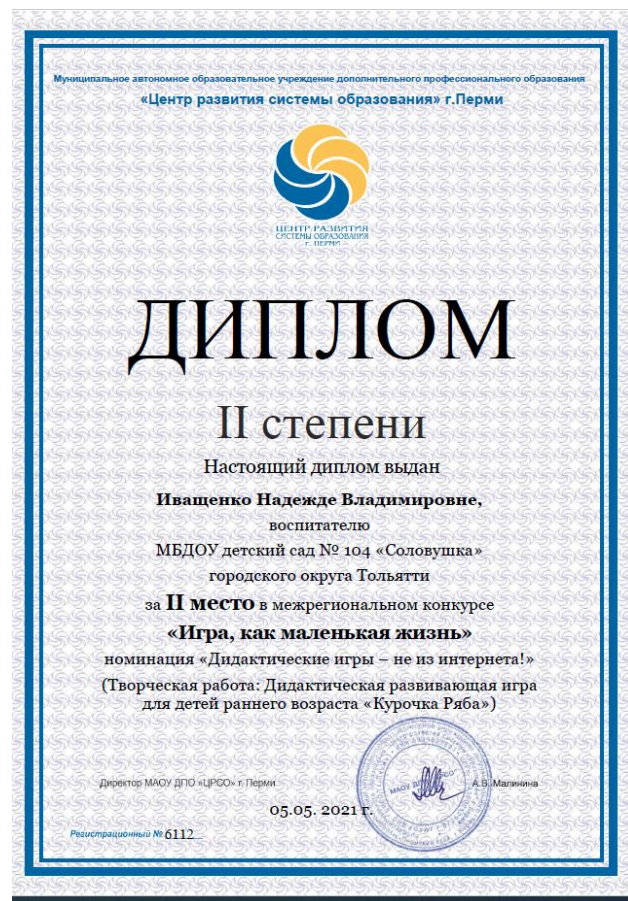 Муниципальное автономное образовательное учреждение дополнительного профессионального образования
«Центр развития системы образования» г.Перми
ЦЕНТР РАЗВИТИЯ
СИСТЕМЫ ОБРАЗОВАНИЯ
г. ПЕРМИ
ДИПЛОМ
II степени
Настоящий диплом выдан
Иващенко Надежде Владимировне,
воспитателю
МБДОУ детский сад № 104 «Соловушка»
городского округа Тольятти
за II место в межрегиональном конкурсе
«Игра, как маленькая жизнь»
номинация «Дидактические игры – не из интернета!»
(Творческая работа: Дидактическая развивающая игра
для детей раннего возраста «Курочка Ряба»)
Директор МАОУ ДПО «ЦРСО» г. Перми А.В. Малинина
05.05. 2021 г.
Регистрационный № 6112